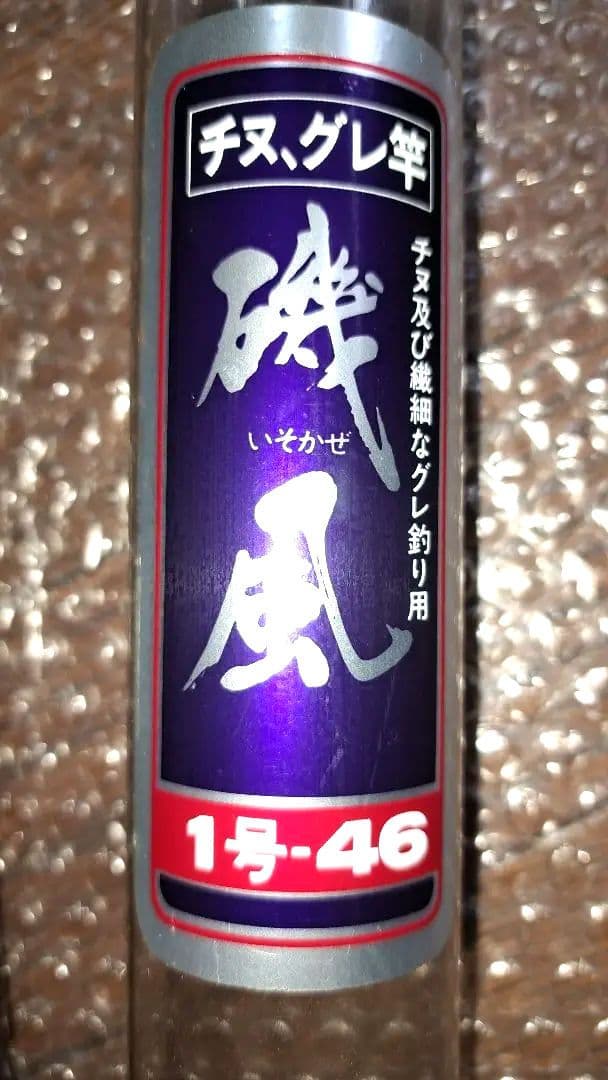 チヌ、グレ竿
チヌ及び繊細なグレ釣り用
磯風
いそかぜ
1号-46